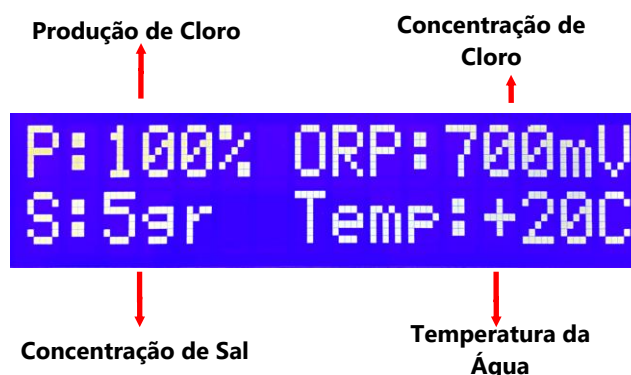 Produção de Cloro
Concentração de
Cloro
P:100% ORP:700mV
S:5gr Temp:+20C
Concentração de Sal
Temperatura da
Água